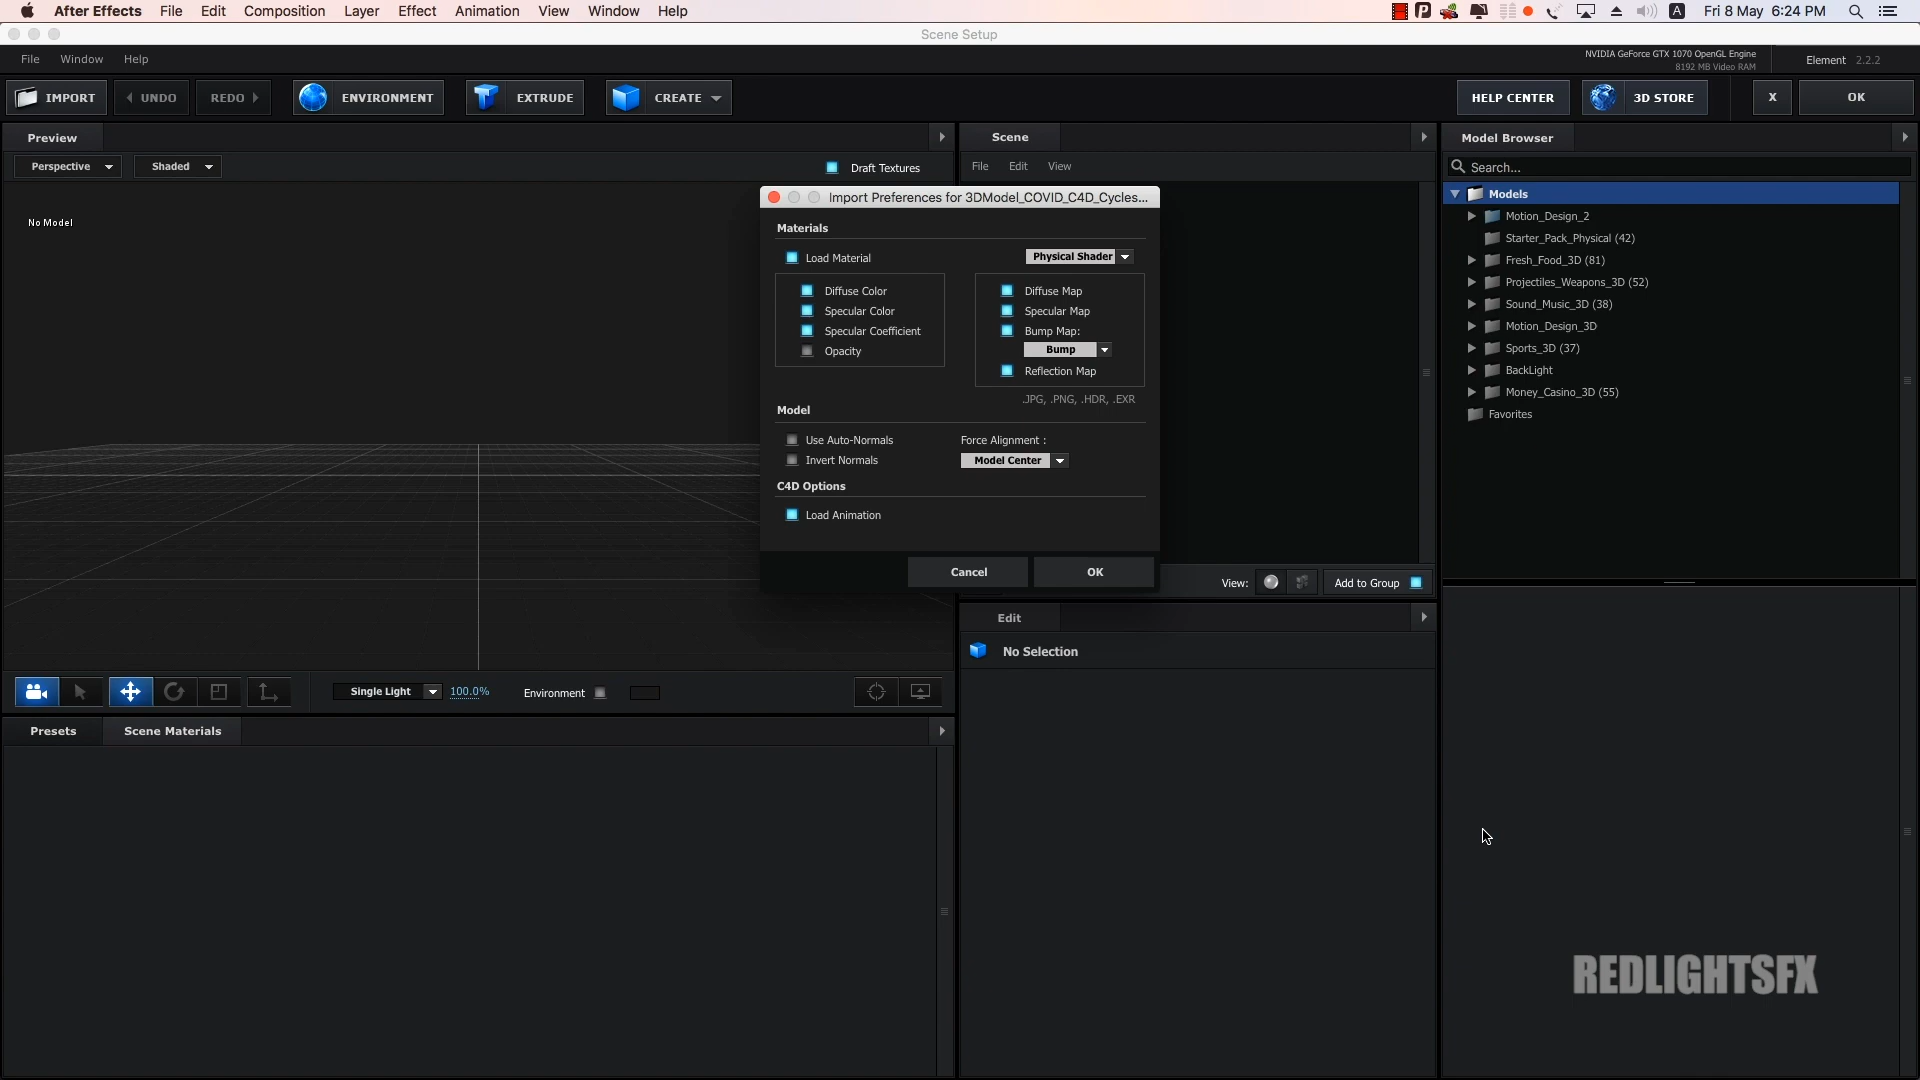 After Effects File Edit Composition Layer Effect Animation View Window Help Fri 8 May 6:24 PM
Scene Setup
File Window Help
NVIDIA GeForce GTX 1070 OpenGL Engine
8192 MB Video RAM
Element 2.2.2
IMPORT UNDO REDO ENVIRONMENT EXTRUDE CREATE HELP CENTER 3D STORE X OK
Preview
Perspective Shaded Draft Textures
No Model
Scene
File Edit View
Import Preferences for 3DModel_COVID_C4D_Cycles...
Materials
Load Material Physical Shader
Diffuse Color
Specular Color
Specular Coefficient
Opacity
Diffuse Map
Specular Map
Bump Map:
Bump
Reflection Map
.JPG, .PNG, .HDR, .EXR
Model
Use Auto-Normals
Invert Normals
Force Alignment :
Model Center
C4D Options
Load Animation
Cancel OK
View: Add to Group
Model Browser
Search...
Models
Motion_Design_2
Starter_Pack_Physical (42)
Fresh_Food_3D (81)
Projectiles_Weapons_3D (52)
Sound_Music_3D (38)
Motion_Design_3D
Sports_3D (37)
BackLight
Money_Casino_3D (55)
Favorites
Edit
No Selection
Single Light 100.0% Environment
Presets Scene Materials
REDLIGHTSFX